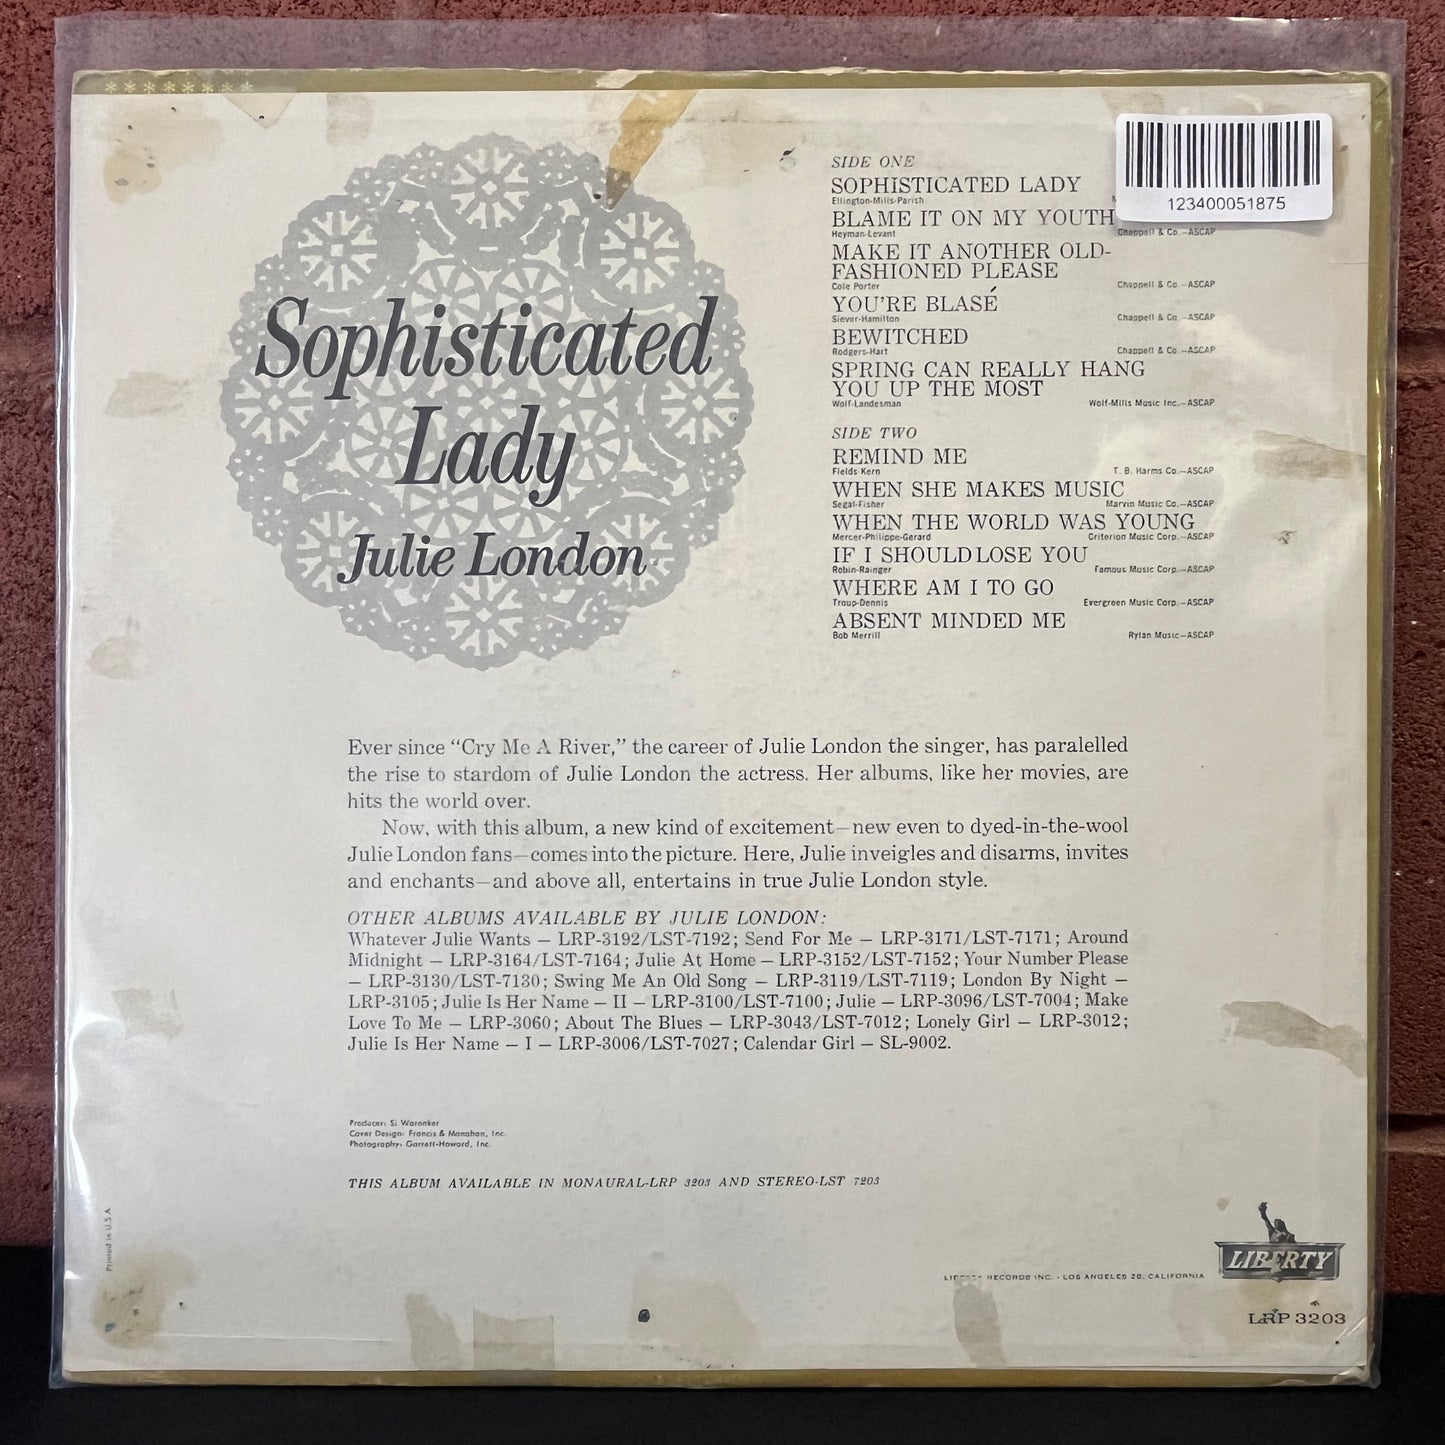 ********
Sophisticated
Lady
Julie London
123400051875
SIDE ONE
SOPHISTICATED LADY
Ellington-Mills-Parish
BLAME IT ON MY YOUTH
Heyman-Levant Chappell & Co.—ASCAP
MAKE IT ANOTHER OLD-
FASHIONED PLEASE
Cole Porter Chappell & Co.—ASCAP
YOU'RE BLASÉ
Siever-Hamilton Chappell & Co.—ASCAP
BEWITCHED
Rodgers-Hart Chappell & Co.—ASCAP
SPRING CAN REALLY HANG
YOU UP THE MOST
Wolf-Landesman Wolf-Mills Music Inc.—ASCAP
SIDE TWO
REMIND ME
Fields-Kern T. B. Harms Co.—ASCAP
WHEN SHE MAKES MUSIC
Segal-Fisher Marvin Music Co.—ASCAP
WHEN THE WORLD WAS YOUNG
Mercer-Philippe-Gerard Criterion Music Corp.—ASCAP
IF I SHOULD LOSE YOU
Robin-Rainger Famous Music Corp.—ASCAP
WHERE AM I TO GO
Troup-Dennis Evergreen Music Corp.—ASCAP
ABSENT MINDED ME
Bob Merrill Rylan Music—ASCAP
Ever since “Cry Me A River,” the career of Julie London the singer, has paralelled
the rise to stardom of Julie London the actress. Her albums, like her movies, are
hits the world over.
Now, with this album, a new kind of excitement—new even to dyed-in-the-wool
Julie London fans—comes into the picture. Here, Julie inveigles and disarms, invites
and enchants—and above all, entertains in true Julie London style.
OTHER ALBUMS AVAILABLE BY JULIE LONDON:
Whatever Julie Wants — LRP-3192/LST-7192; Send For Me — LRP-3171/LST-7171; Around
Midnight — LRP-3164/LST-7164; Julie At Home — LRP-3152/LST-7152; Your Number Please
— LRP-3130/LST-7130; Swing Me An Old Song — LRP-3119/LST-7119; London By Night —
LRP-3105; Julie Is Her Name — II — LRP-3100/LST-7100; Julie — LRP-3096/LST-7004; Make
Love To Me — LRP-3060; About The Blues — LRP-3043/LST-7012; Lonely Girl — LRP-3012;
Julie Is Her Name — I — LRP-3006/LST-7027; Calendar Girl — SL-9002.
Producer: Si Waronker
Cover Design: Francis & Monahan, Inc.
Photography: Garrett-Howard, Inc.
THIS ALBUM AVAILABLE IN MONAURAL-LRP 3203 AND STEREO-LST 7203
Printed in U.S.A.
LIBERTY RECORDS INC. • LOS ANGELES 28, CALIFORNIA
LIBERTY
LRP 3203